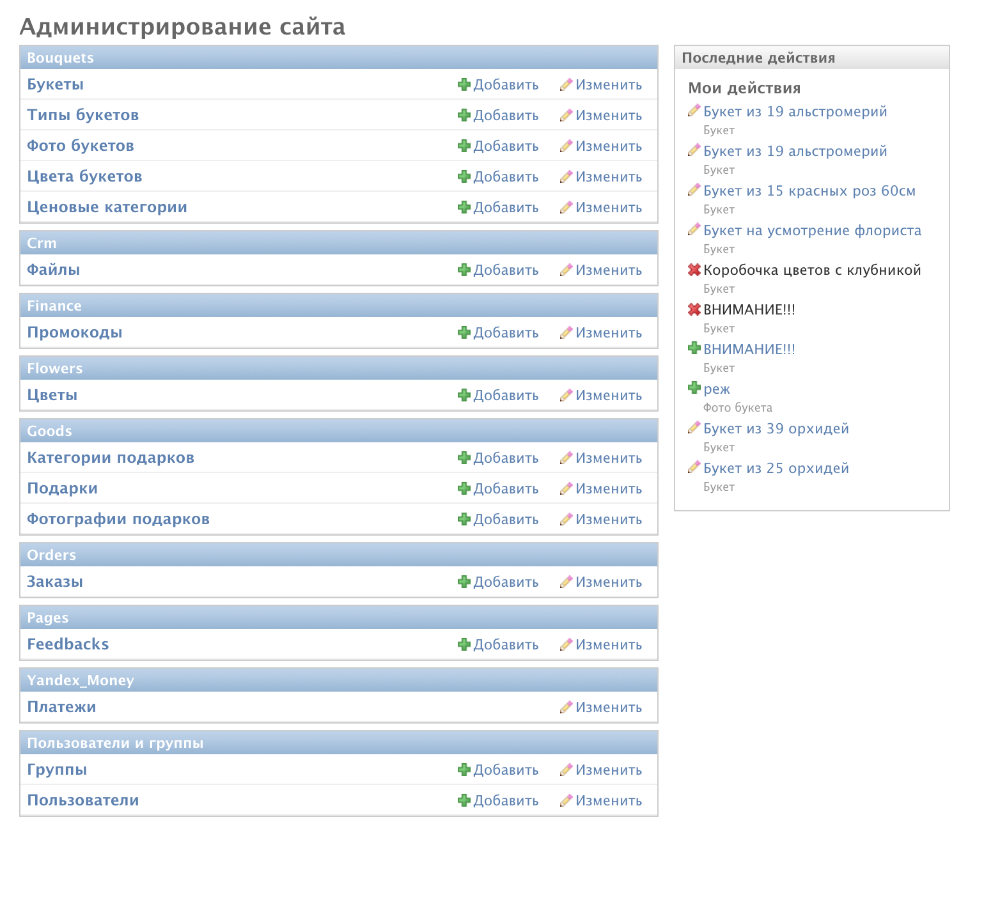 Администрирование сайта
Bouquets
Букеты Добавить Изменить
Типы букетов Добавить Изменить
Фото букетов Добавить Изменить
Цвета букетов Добавить Изменить
Ценовые категории Добавить Изменить
Crm
Файлы Добавить Изменить
Finance
Промокоды Добавить Изменить
Flowers
Цветы Добавить Изменить
Goods
Категории подарков Добавить Изменить
Подарки Добавить Изменить
Фотографии подарков Добавить Изменить
Orders
Заказы Добавить Изменить
Pages
Feedbacks Добавить Изменить
Yandex_Money
Платежи Изменить
Пользователи и группы
Группы Добавить Изменить
Пользователи Добавить Изменить
Последние действия
Мои действия
Букет из 19 альстромерий
Букет
Букет из 19 альстромерий
Букет
Букет из 15 красных роз 60см
Букет
Букет на усмотрение флориста
Букет
Коробочка цветов с клубникой
Букет
ВНИМАНИЕ!!!
Букет
ВНИМАНИЕ!!!
Букет
реж
Фото букета
Букет из 39 орхидей
Букет
Букет из 25 орхидей
Букет